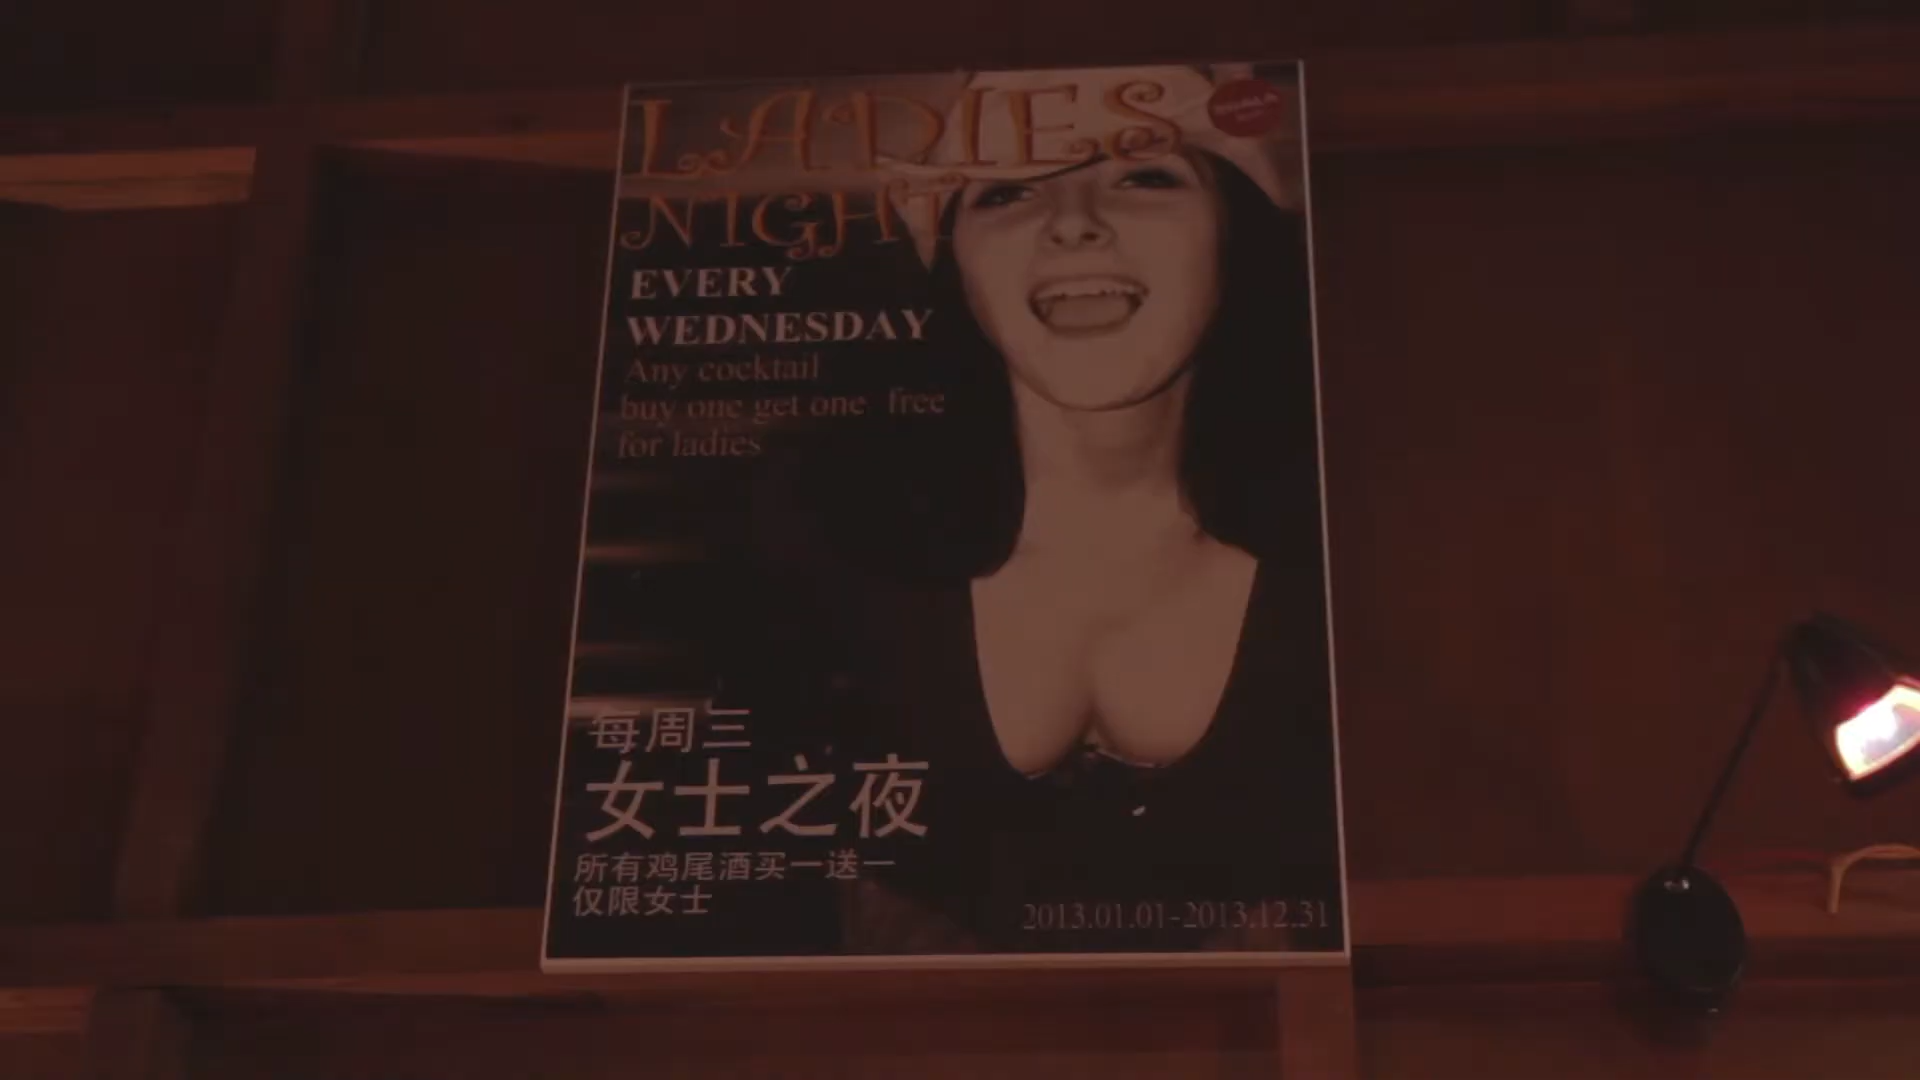 LADIES
NIGHT
EVERY
WEDNESDAY
Any cocktail
buy one get one free
for ladies
每周三
女士之夜
所有鸡尾酒买一送一
仅限女士
2013.01.01-2013.12.31